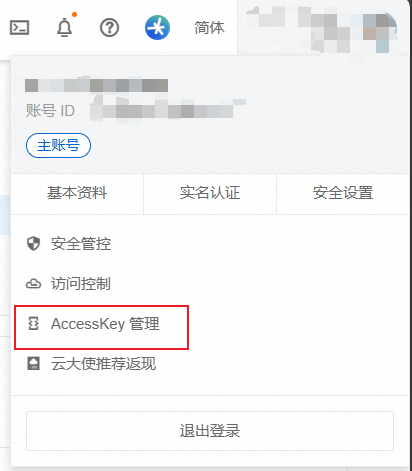 简体
账号 ID
主账号
基本资料 实名认证 安全设置
安全管控
访问控制
AccessKey 管理
云大使推荐返现
退出登录